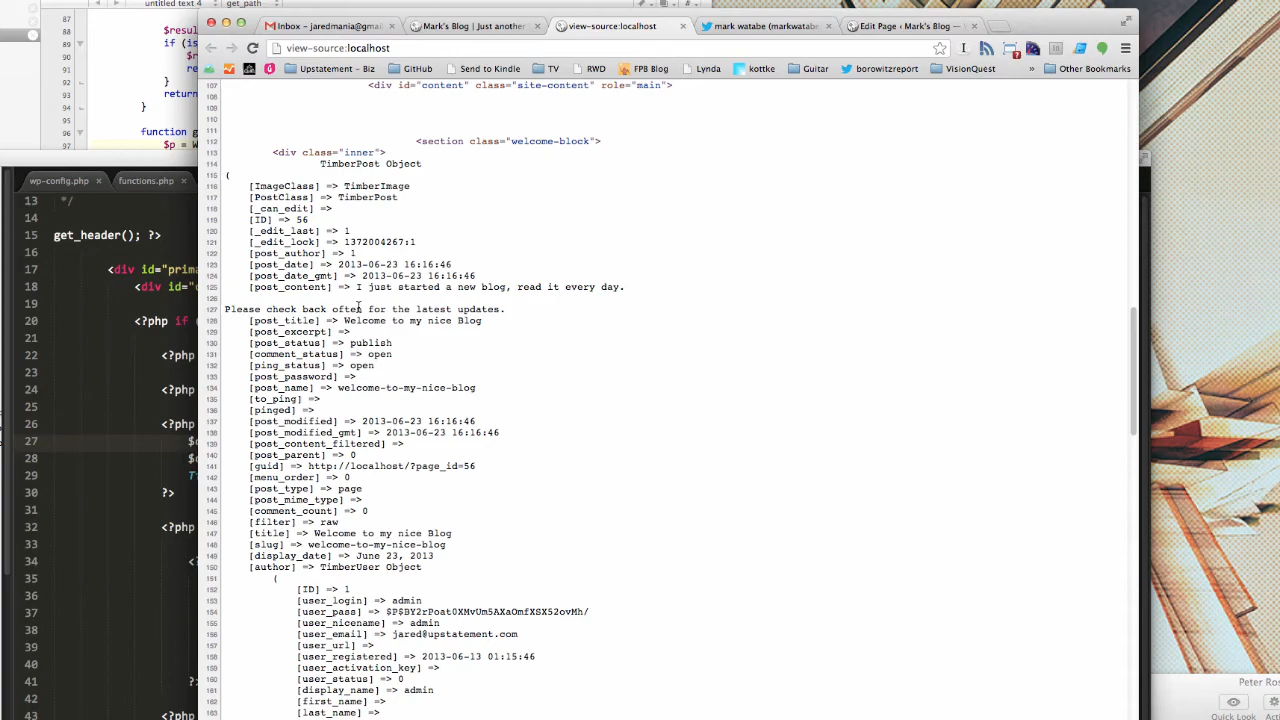 untitled text 4
get_path
Inbox – jaredmania@gmail
Mark's Blog | Just another
view-source:localhost
mark watabe (markwatabe
Edit Page ‹ Mark's Blog —
view-source:localhost
Upstatement - Biz
GitHub
Send to Kindle
TV
RWD
FPB Blog
Lynda
kottke
Guitar
borowitzreport
VisionQuest
»
Other Bookmarks
87
88 $resul
89 if (is
90 $r
91 $r
92 }
93 return
94 }
95
96 function g
97 $p = W
wp-config.php
functions.php
13 */
14
15 get_header(); ?>
16
17 <div id="prima
18 <div id=
19
20 <?php if (
21
22 <?php
23
24 <?php
25
26 <?php
27 $
28 $
29 T
30 ?>
31
32 <?php
33
34 <
35
36
37
38
39
40
41 ?>
42
43 <?php
107 <div id="content" class="site-content" role="main">
108
109
110
111
112 <section class="welcome-block">
113 <div class="inner">
114 TimberPost Object
115 (
116 [ImageClass] => TimberImage
117 [PostClass] => TimberPost
118 [_can_edit] =>
119 [ID] => 56
120 [_edit_last] => 1
121 [_edit_lock] => 1372004267:1
122 [post_author] => 1
123 [post_date] => 2013-06-23 16:16:46
124 [post_date_gmt] => 2013-06-23 16:16:46
125 [post_content] => I just started a new blog, read it every day.
126
127 Please check back often for the latest updates.
128 [post_title] => Welcome to my nice Blog
129 [post_excerpt] =>
130 [post_status] => publish
131 [comment_status] => open
132 [ping_status] => open
133 [post_password] =>
134 [post_name] => welcome-to-my-nice-blog
135 [to_ping] =>
136 [pinged] =>
137 [post_modified] => 2013-06-23 16:16:46
138 [post_modified_gmt] => 2013-06-23 16:16:46
139 [post_content_filtered] =>
140 [post_parent] => 0
141 [guid] => http://localhost/?page_id=56
142 [menu_order] => 0
143 [post_type] => page
144 [post_mime_type] =>
145 [comment_count] => 0
146 [filter] => raw
147 [title] => Welcome to my nice Blog
148 [slug] => welcome-to-my-nice-blog
149 [display_date] => June 23, 2013
150 [author] => TimberUser Object
151 (
152 [ID] => 1
153 [user_login] => admin
154 [user_pass] => $P$BY2rPoat0XMvUm5AXaOmfXSX52ovMh/
155 [user_nicename] => admin
156 [user_email] => jared@upstatement.com
157 [user_url] =>
158 [user_registered] => 2013-06-13 01:15:46
159 [user_activation_key] =>
160 [user_status] => 0
161 [display_name] => admin
162 [first_name] =>
163 [last_name] =>
Peter Ros
Quick Look
Act